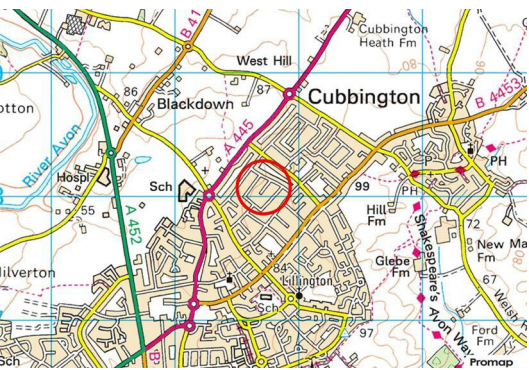 B 41
Cubbington
Heath Fm
West Hill
87
86
Blackdown
Cubbington
B 4453
otton
A 445
River Avon
Hospl
Sch
P
PH
PH
99
55
A 452
Hill
Fm
72
Shakespeare's Avon Way
New Ma
Fm
Glebe
Fm
67
ilverton
84
Lillington
Sch
97
Welsh R
Ford
Fm
B
Sch
Promap